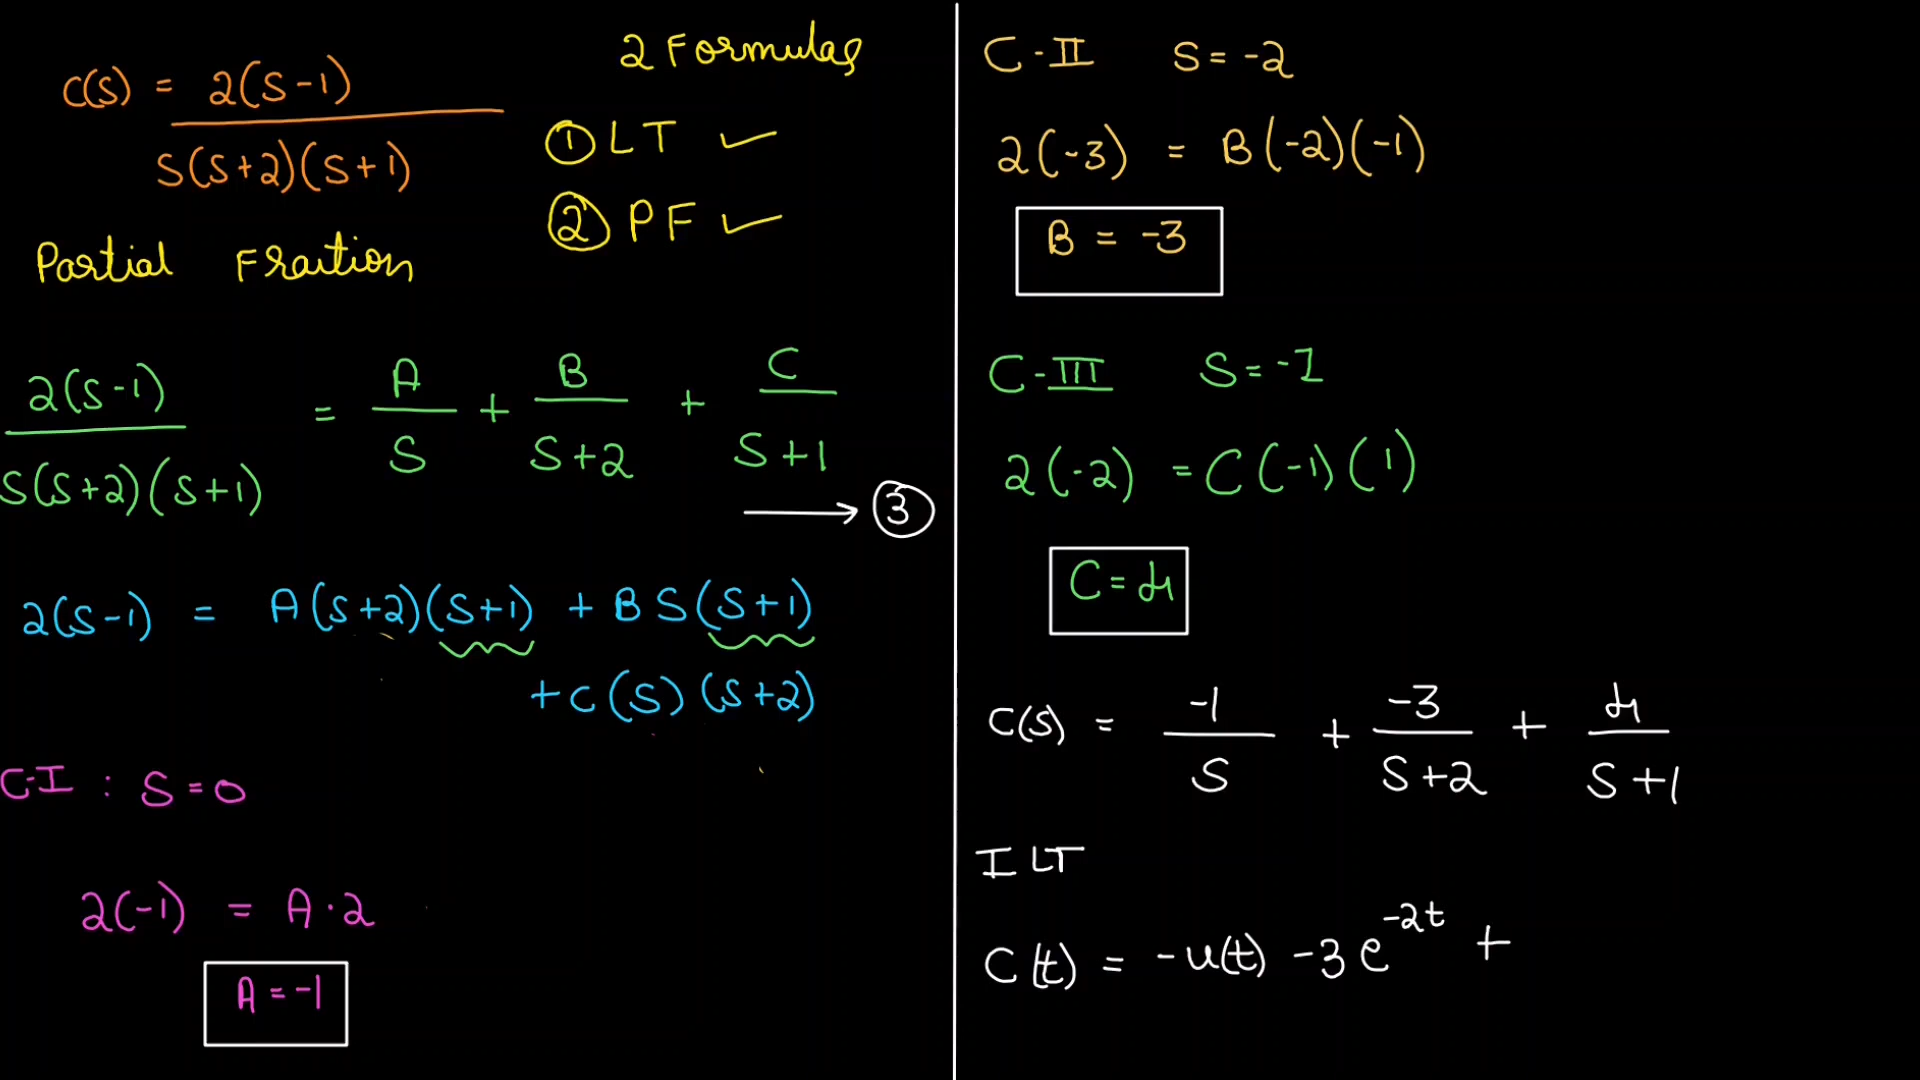 C(S) = 2(S-1)
S(S+2)(S+1)
2 Formulas
① LT ✓
② PF ✓
Partial Fraction
2(S-1) = A + B + C
S(S+2)(S+1) S S+2 S+1
→ ③
2(S-1) = A(S+2)(S+1) + B S(S+1)
+C(S)(S+2)
C-I : S=0
2(-1) = A·2
A = -1
C-II S = -2
2(-3) = B(-2)(-1)
B = -3
C-III S = -1
2(-2) = C(-1)(1)
C = 4
C(S) = -1 + -3 + 4
S S+2 S+1
ILT
C(t) = -u(t) -3e^-2t +